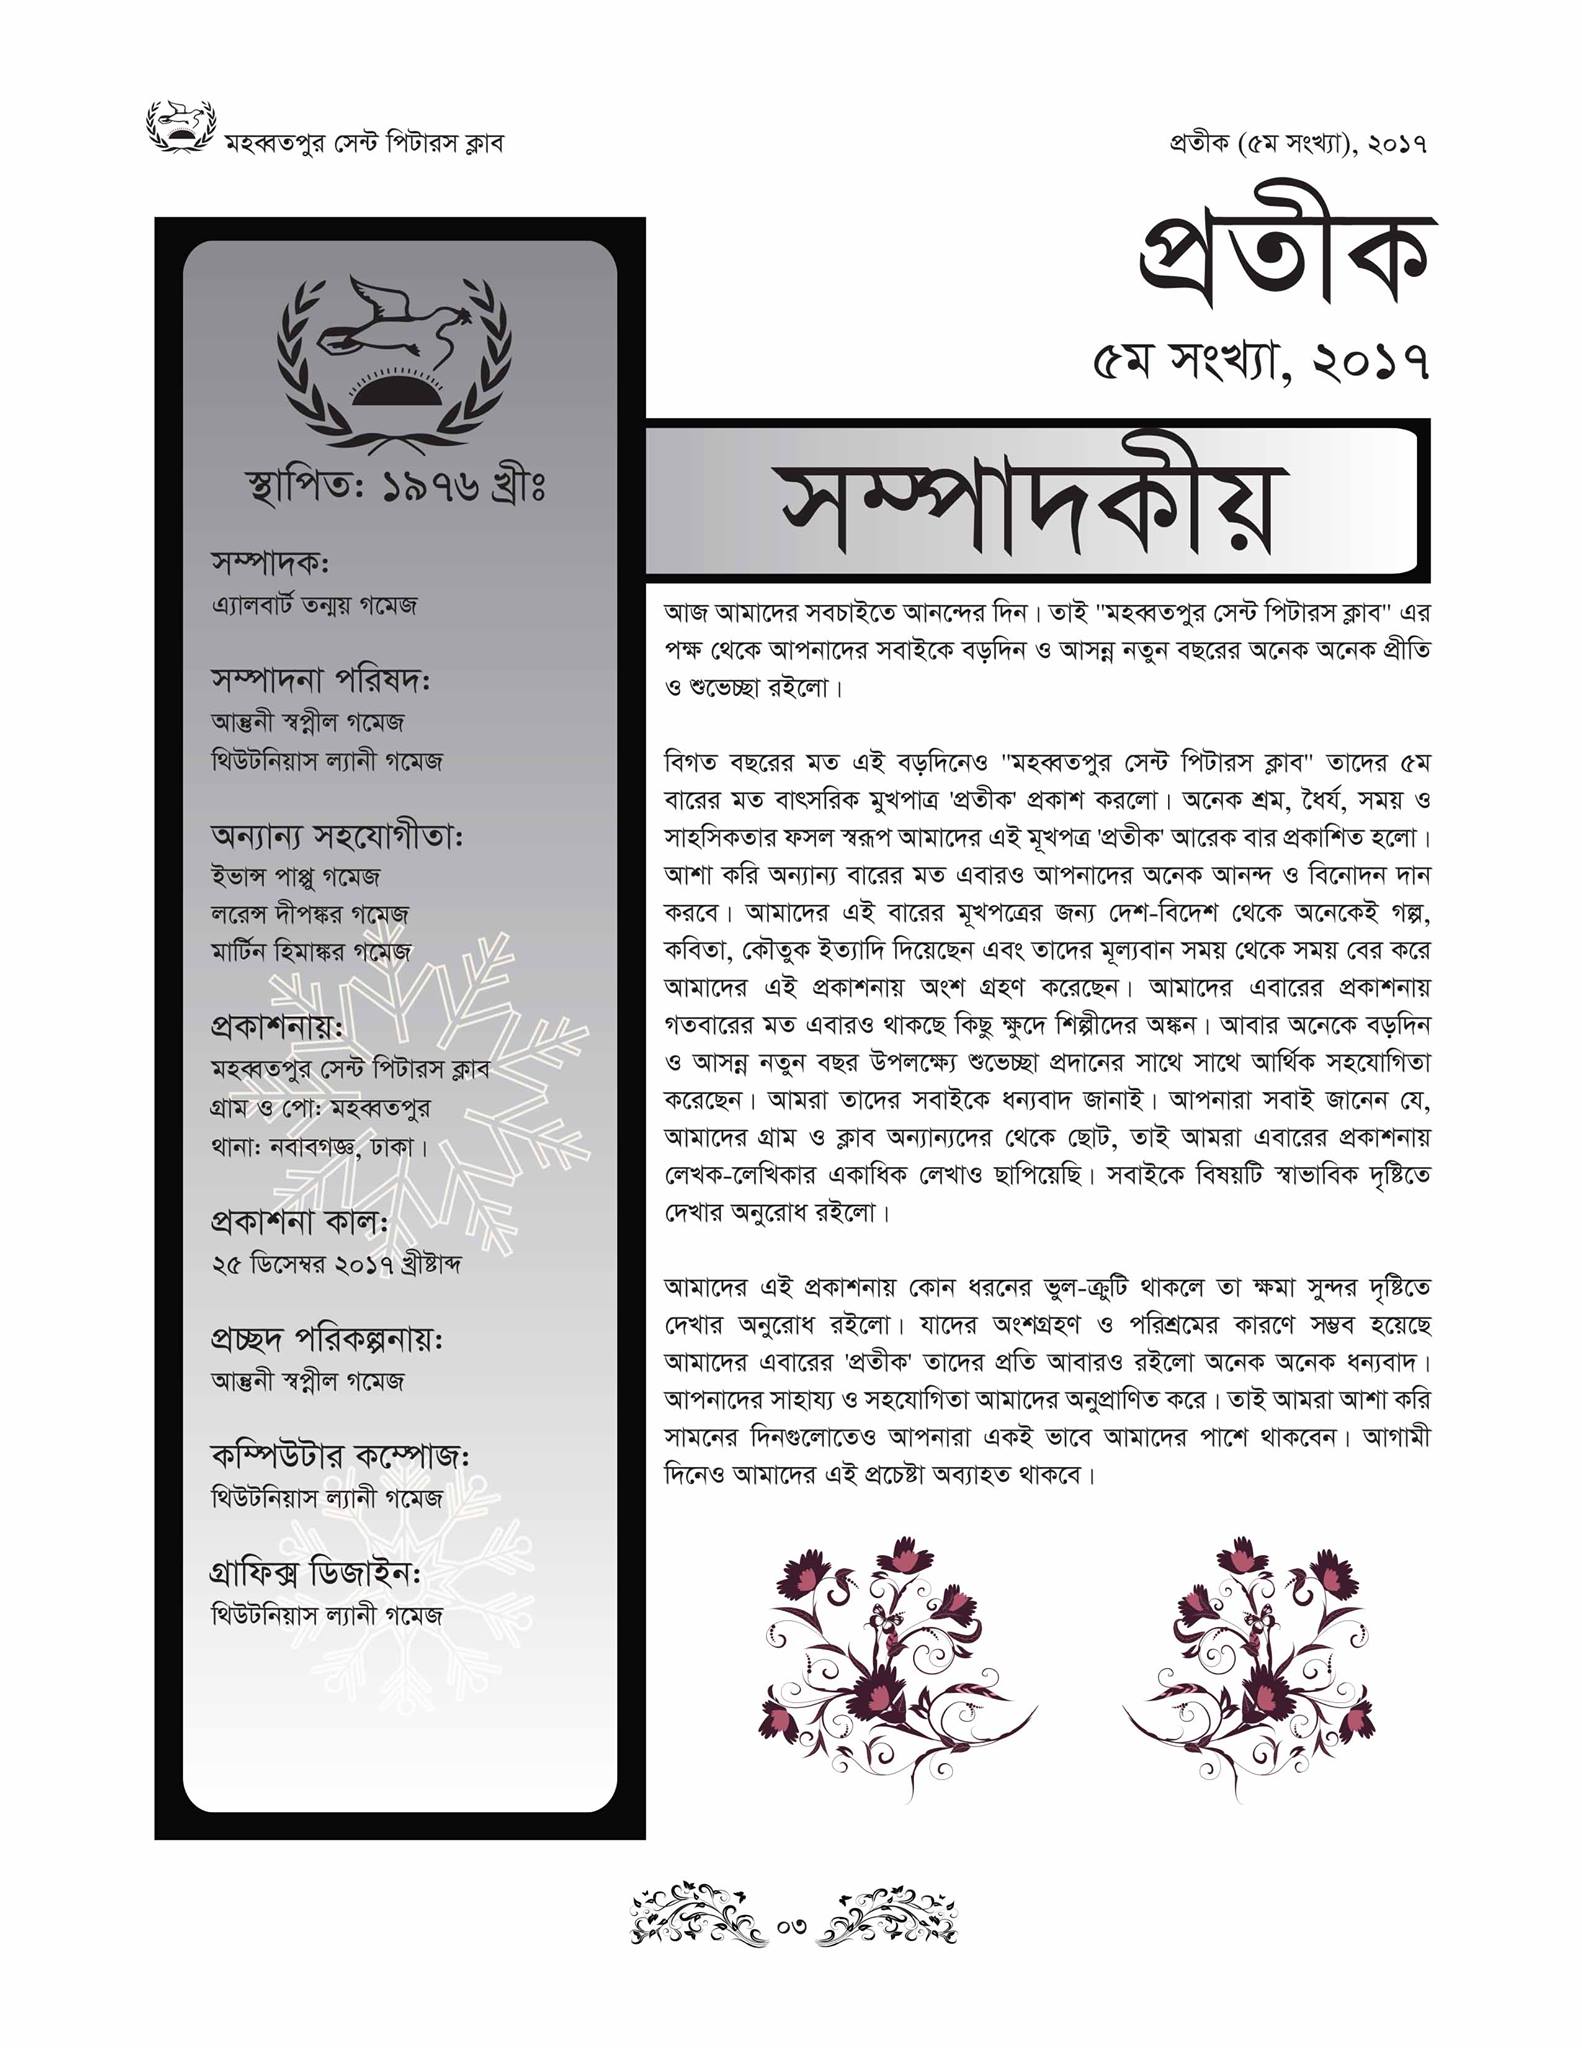 মহব্বতপুর সেন্ট পিটারস ক্লাব
প্রতীক (৫ম সংখ্যা), ২০১৭
প্রতীক
৫ম সংখ্যা, ২০১৭
স্থাপিত: ১৯৭৬ খ্রীঃ
সম্পাদক:
এ্যালবার্ট তন্ময় গমেজ
সম্পাদনা পরিষদ:
আন্তুনী স্বপ্নীল গমেজ
থিউটনিয়াস ল্যানী গমেজ
অন্যান্য সহযোগীতা:
ইভান্স পাপ্পু গমেজ
লরেন্স দীপঙ্কর গমেজ
মার্টিন হিমাঙ্কর গমেজ
প্রকাশনায়:
মহব্বতপুর সেন্ট পিটারস ক্লাব
গ্রাম ও পো: মহব্বতপুর
থানা: নবাবগজ্ঞ, ঢাকা।
প্রকাশনা কাল:
২৫ ডিসেম্বর ২০১৭ খ্রীষ্টাব্দ
প্রচ্ছদ পরিকল্পনায়:
আন্তুনী স্বপ্নীল গমেজ
কম্পিউটার কম্পোজ:
থিউটনিয়াস ল্যানী গমেজ
গ্রাফিক্স ডিজাইন:
থিউটনিয়াস ল্যানী গমেজ
সম্পাদকীয়
আজ আমাদের সবচাইতে আনন্দের দিন। তাই "মহব্বতপুর সেন্ট পিটারস ক্লাব" এর
পক্ষ থেকে আপনাদের সবাইকে বড়দিন ও আসন্ন নতুন বছরের অনেক অনেক প্রীতি
ও শুভেচ্ছা রইলো।
বিগত বছরের মত এই বড়দিনেও "মহব্বতপুর সেন্ট পিটারস ক্লাব" তাদের ৫ম
বারের মত বাৎসরিক মুখপাত্র 'প্রতীক' প্রকাশ করলো। অনেক শ্রম, ধৈর্য, সময় ও
সাহসিকতার ফসল স্বরূপ আমাদের এই মূখপত্র 'প্রতীক' আরেক বার প্রকাশিত হলো।
আশা করি অন্যান্য বারের মত এবারও আপনাদের অনেক আনন্দ ও বিনোদন দান
করবে। আমাদের এই বারের মূখপত্রের জন্য দেশ-বিদেশ থেকে অনেকেই গল্প,
কবিতা, কৌতুক ইত্যাদি দিয়েছেন এবং তাদের মূল্যবান সময় থেকে সময় বের করে
আমাদের এই প্রকাশনায় অংশ গ্রহণ করেছেন। আমাদের এবারের প্রকাশনায়
গতবারের মত এবারও থাকছে কিছু ক্ষুদে শিল্পীদের অঙ্কন। আবার অনেকে বড়দিন
ও আসন্ন নতুন বছর উপলক্ষ্যে শুভেচ্ছা প্রদানের সাথে সাথে আর্থিক সহযোগিতা
করেছেন। আমরা তাদের সবাইকে ধন্যবাদ জানাই। আপনারা সবাই জানেন যে,
আমাদের গ্রাম ও ক্লাব অন্যান্যদের থেকে ছোট, তাই আমরা এবারের প্রকাশনায়
লেখক-লেখিকার একাধিক লেখাও ছাপিয়েছি। সবাইকে বিষয়টি স্বাভাবিক দৃষ্টিতে
দেখার অনুরোধ রইলো।
আমাদের এই প্রকাশনায় কোন ধরনের ভুল-ক্রুটি থাকলে তা ক্ষমা সুন্দর দৃষ্টিতে
দেখার অনুরোধ রইলো। যাদের অংশগ্রহণ ও পরিশ্রমের কারণে সম্ভব হয়েছে
আমাদের এবারের 'প্রতীক' তাদের প্রতি আবারও রইলো অনেক অনেক ধন্যবাদ।
আপনাদের সাহায্য ও সহযোগিতা আমাদের অনুপ্রাণিত করে। তাই আমরা আশা করি
সামনের দিনগুলোতেও আপনারা একই ভাবে আমাদের পাশে থাকবেন। আগামী
দিনেও আমাদের এই প্রচেষ্টা অব্যাহত থাকবে।
০৩